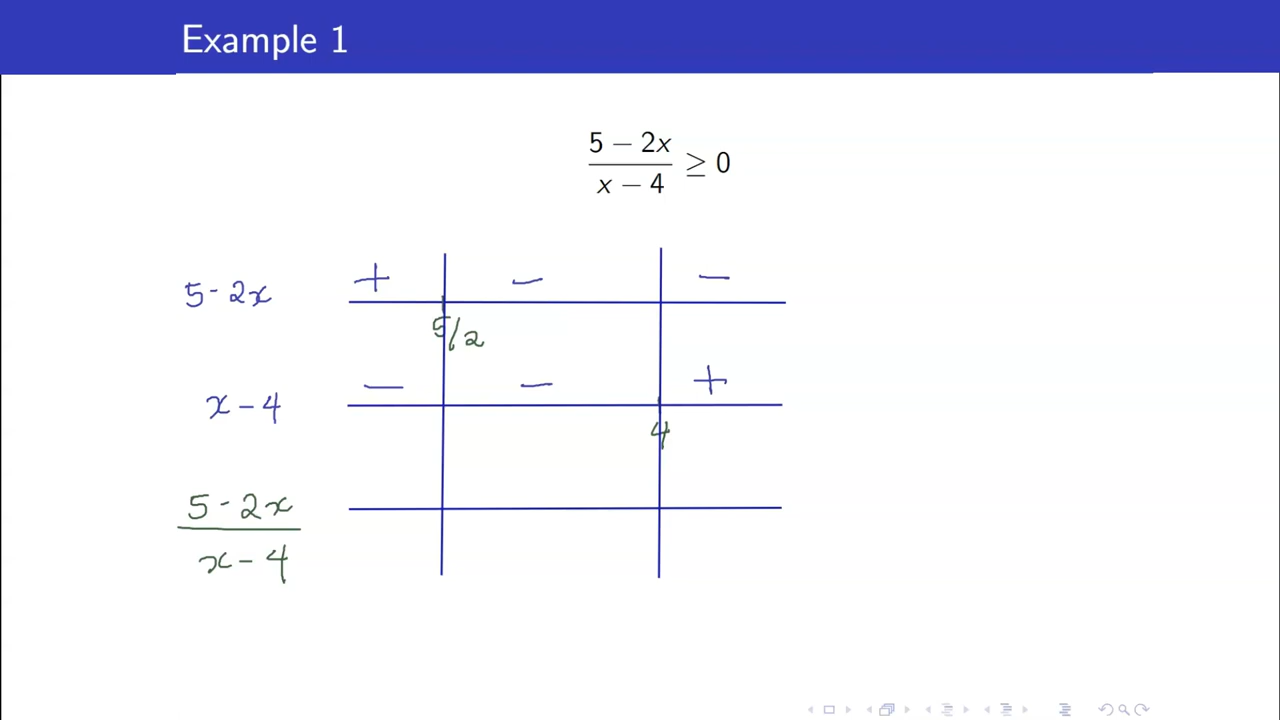 Example 1
5 − 2x
x − 4
≥ 0
5 - 2x + − −
5/2
x - 4 − − +
4
5 - 2x
x - 4